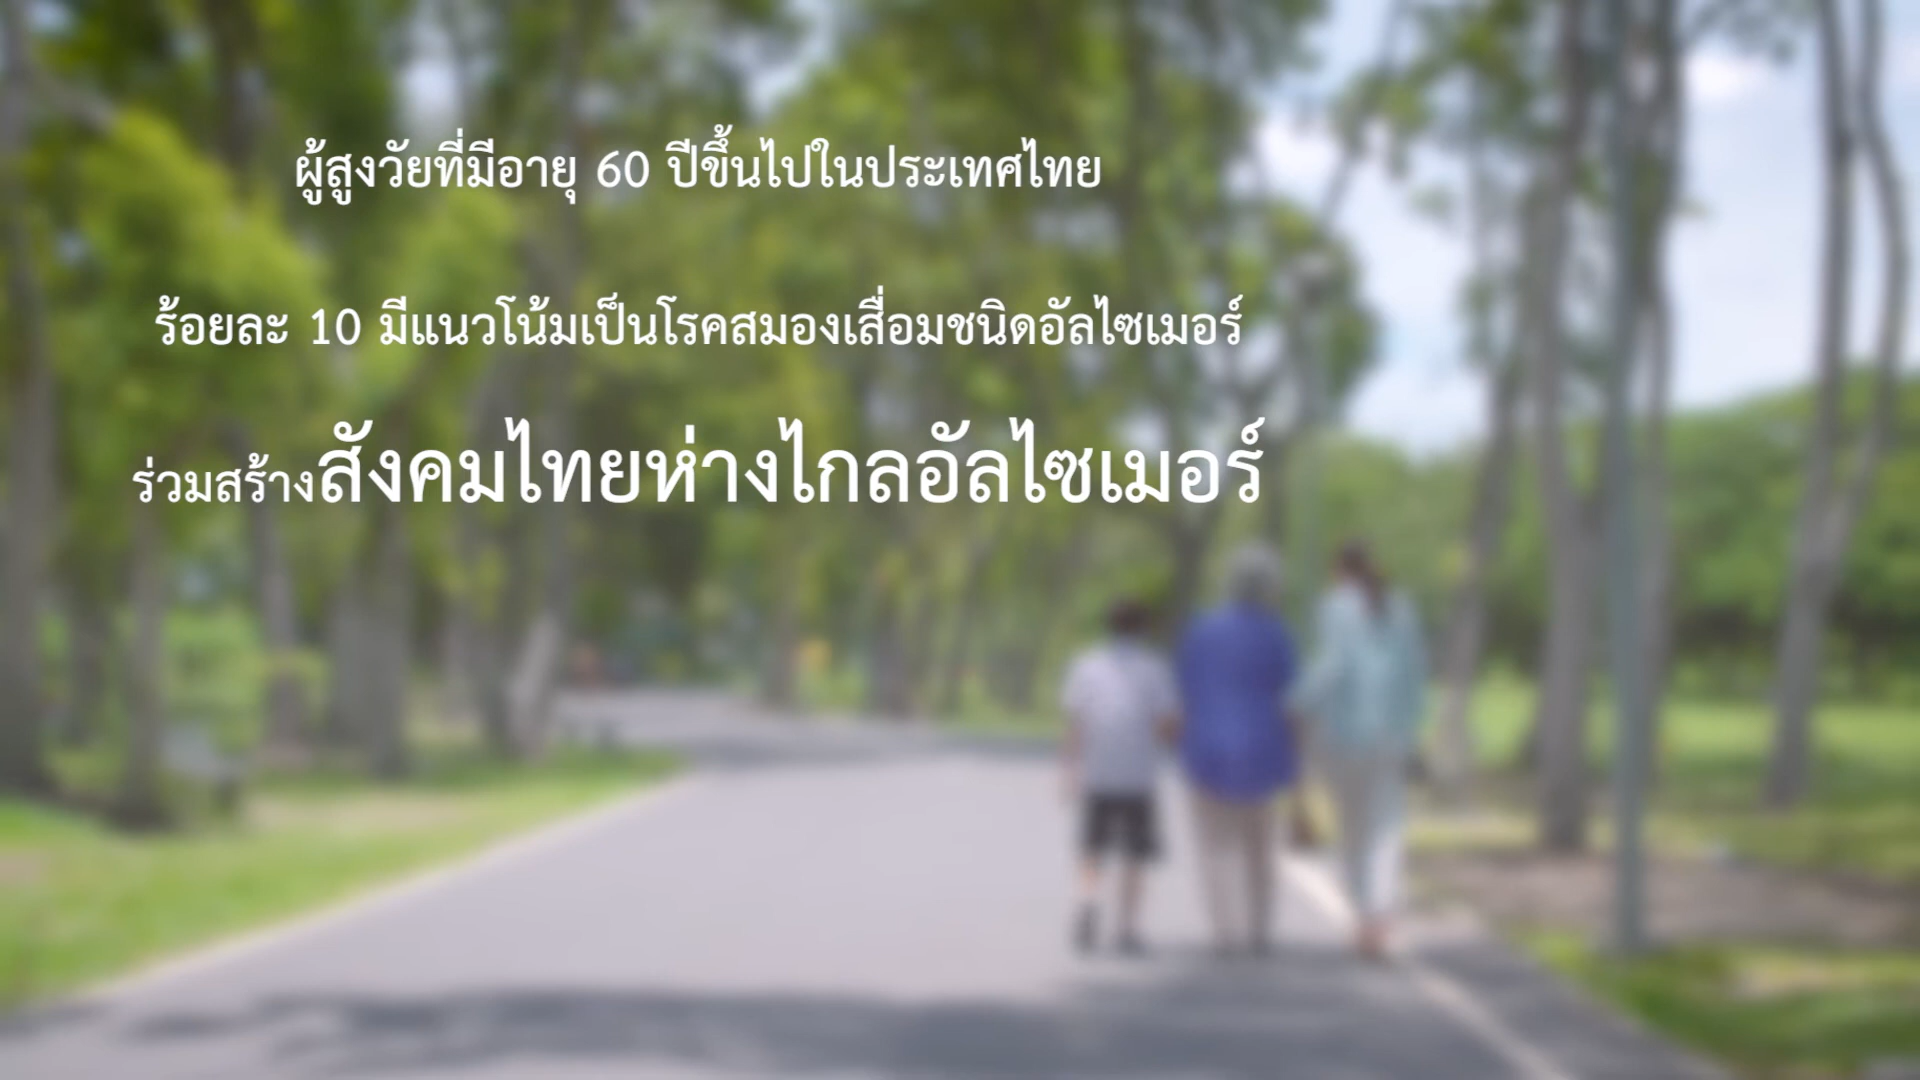 ผู้สูงวัยที่มีอายุ 60 ปีขึ้นไปในประเทศไทย
ร้อยละ 10 มีแนวโน้มเป็นโรคสมองเสื่อมชนิดอัลไซเมอร์
ร่วมสร้างสังคมไทยห่างไกลอัลไซเมอร์